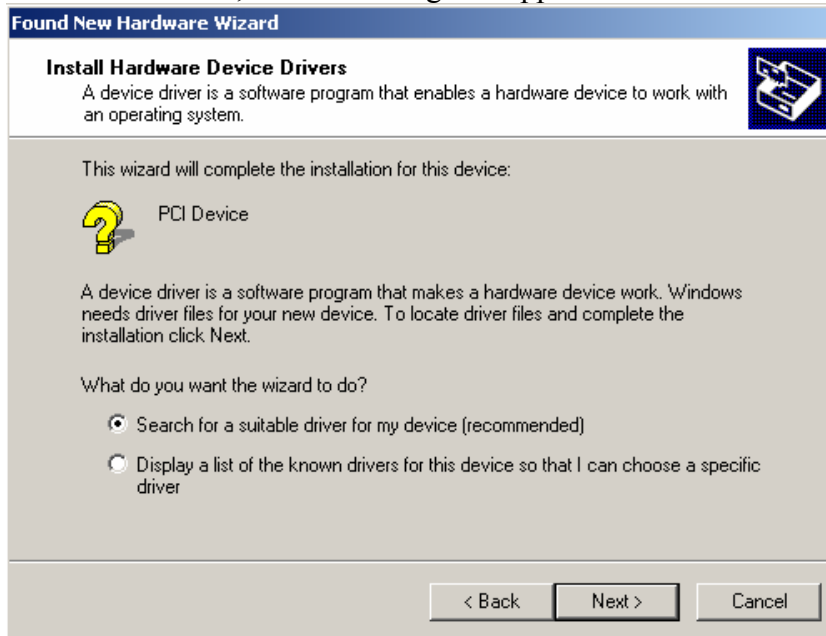 Found New Hardware Wizard
Install Hardware Device Drivers
A device driver is a software program that enables a hardware device to work with
an operating system.
This wizard will complete the installation for this device:
PCI Device
A device driver is a software program that makes a hardware device work. Windows
needs driver files for your new device. To locate driver files and complete the
installation click Next.
What do you want the wizard to do?
Search for a suitable driver for my device (recommended)
Display a list of the known drivers for this device so that I can choose a specific
driver
< Back Next > Cancel